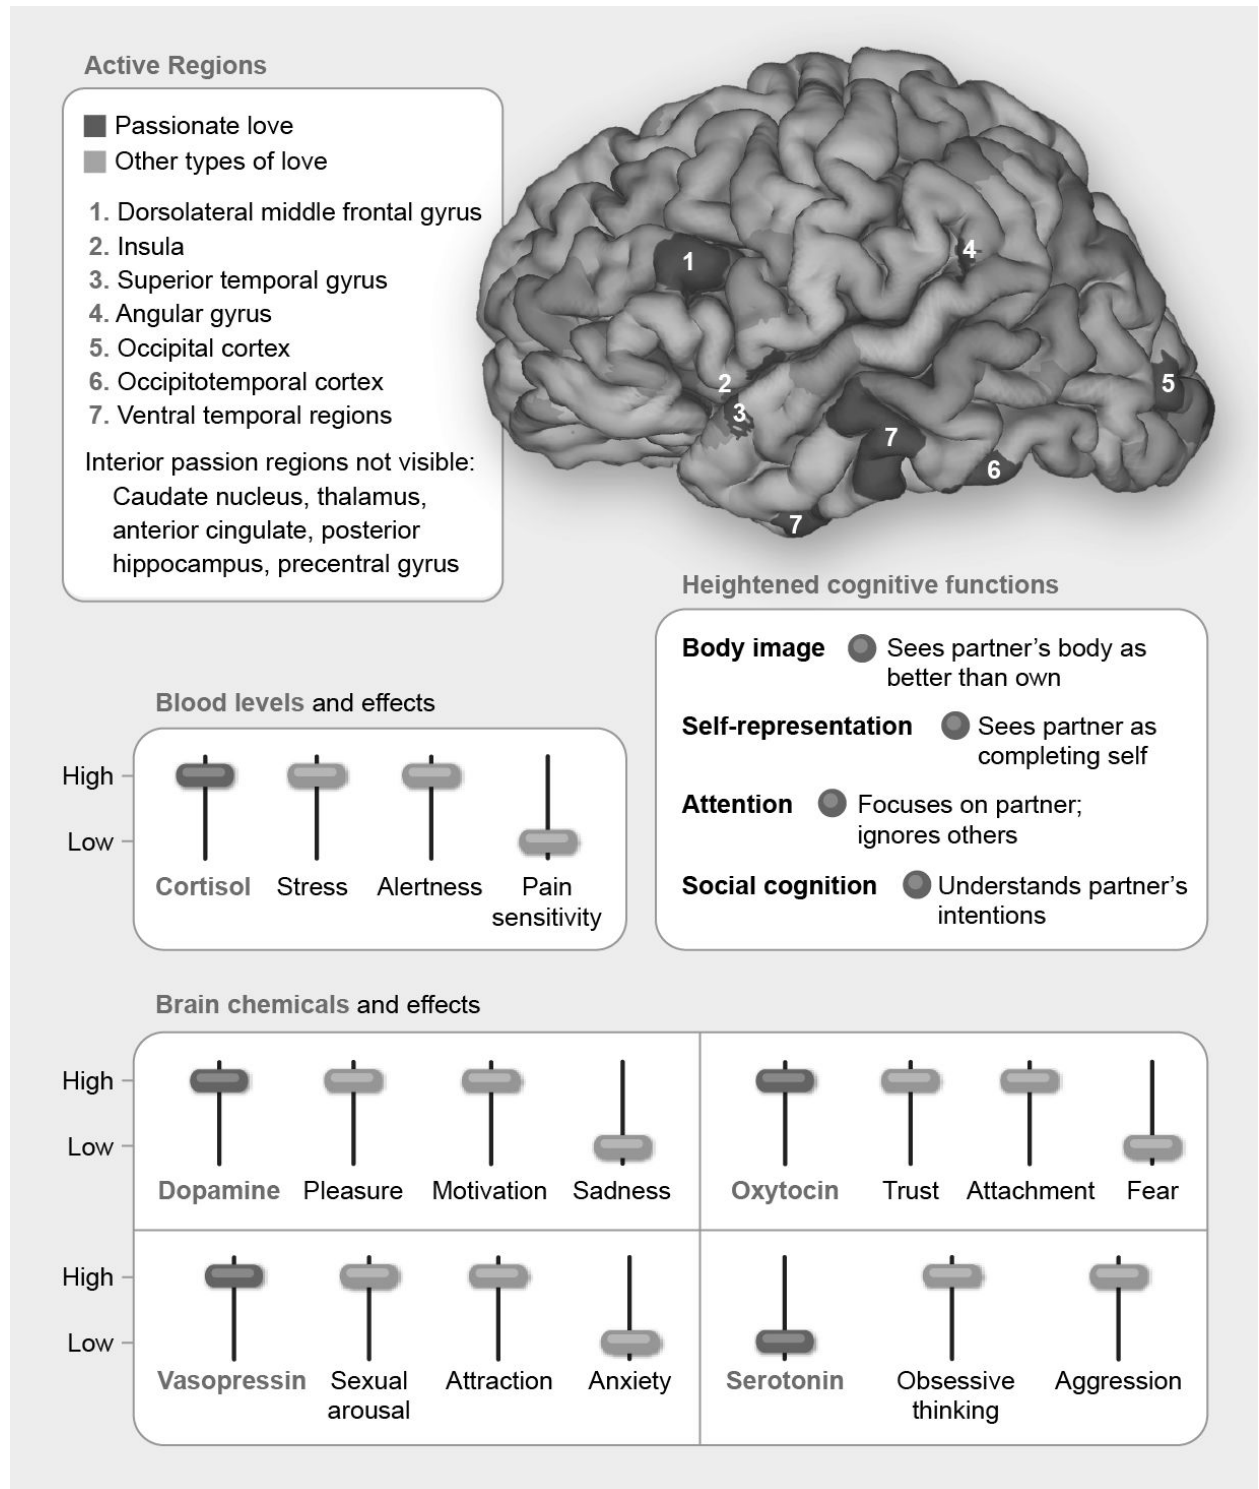 Active Regions
Passionate love
Other types of love
1. Dorsolateral middle frontal gyrus
2. Insula
3. Superior temporal gyrus
4. Angular gyrus
5. Occipital cortex
6. Occipitotemporal cortex
7. Ventral temporal regions
Interior passion regions not visible:
Caudate nucleus, thalamus,
anterior cingulate, posterior
hippocampus, precentral gyrus
1
4
2
3
5
7
6
7
Heightened cognitive functions
Body image Sees partner's body as
better than own
Self-representation Sees partner as
completing self
Attention Focuses on partner;
ignores others
Social cognition Understands partner's
intentions
Blood levels and effects
High
Low
Cortisol Stress Alertness Pain
sensitivity
Brain chemicals and effects
High
Low
Dopamine Pleasure Motivation Sadness Oxytocin Trust Attachment Fear
High
Low
Vasopressin Sexual Attraction Anxiety Serotonin Obsessive Aggression
arousal thinking